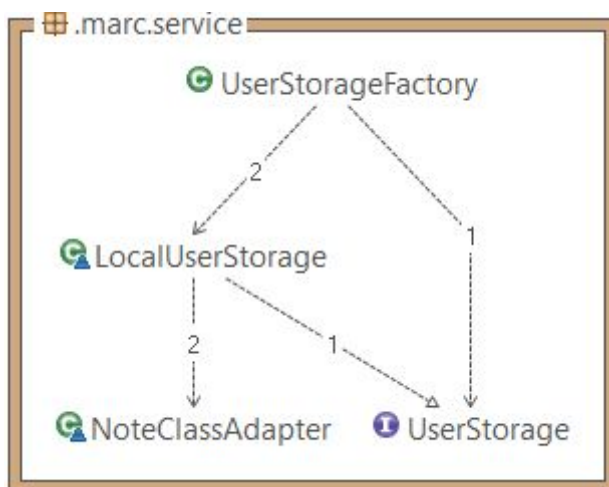 .marc.service
UserStorageFactory
2
1
LocalUserStorage
2
1
NoteClassAdapter
UserStorage